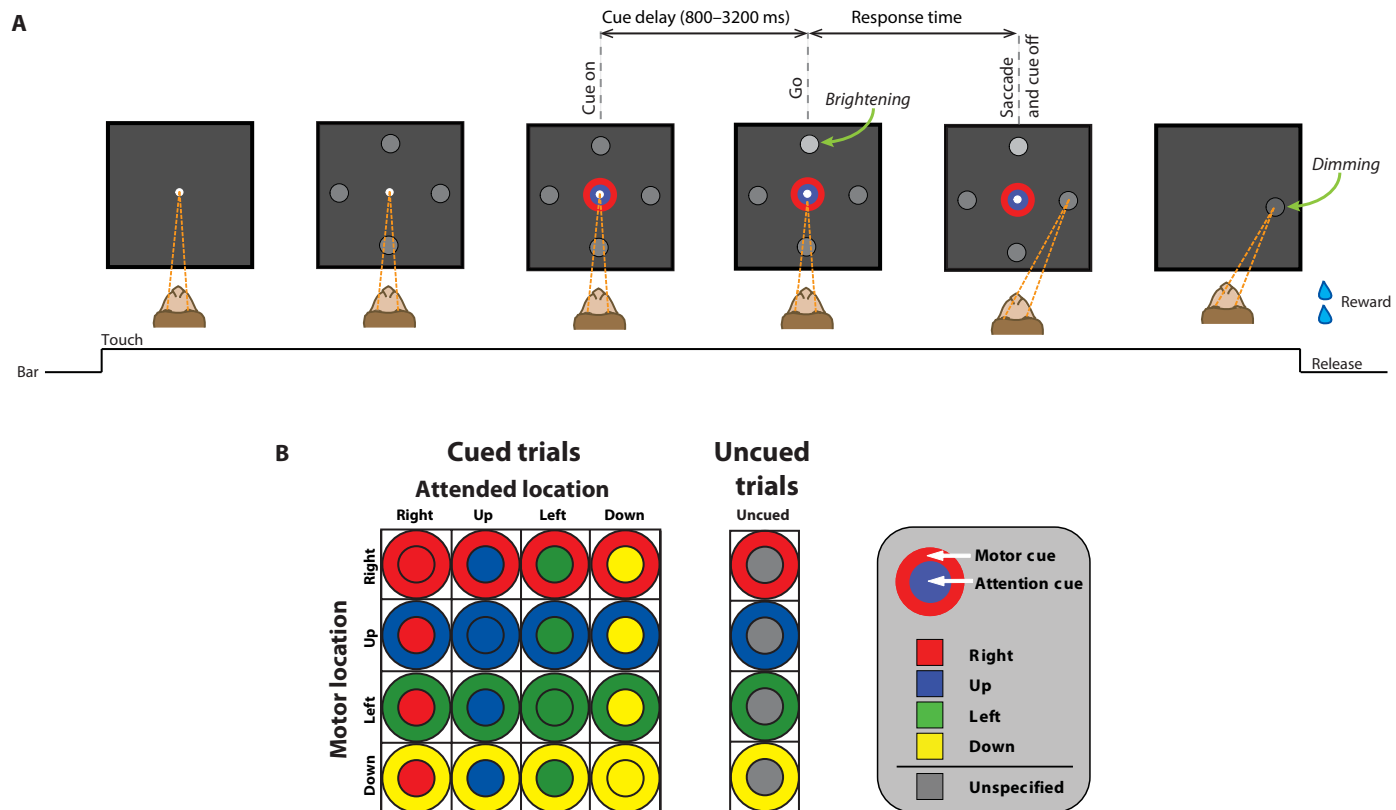 A
Cue delay (800–3200 ms)
Response time
Cue on
Go
Saccade
and cue off
Brightening
Dimming
Reward
Touch
Bar
Release
B
Cued trials
Uncued
trials
Attended location
Right
Up
Left
Down
Uncued
Motor location
Right
Up
Left
Down
Motor cue
Attention cue
Right
Up
Left
Down
Unspecified